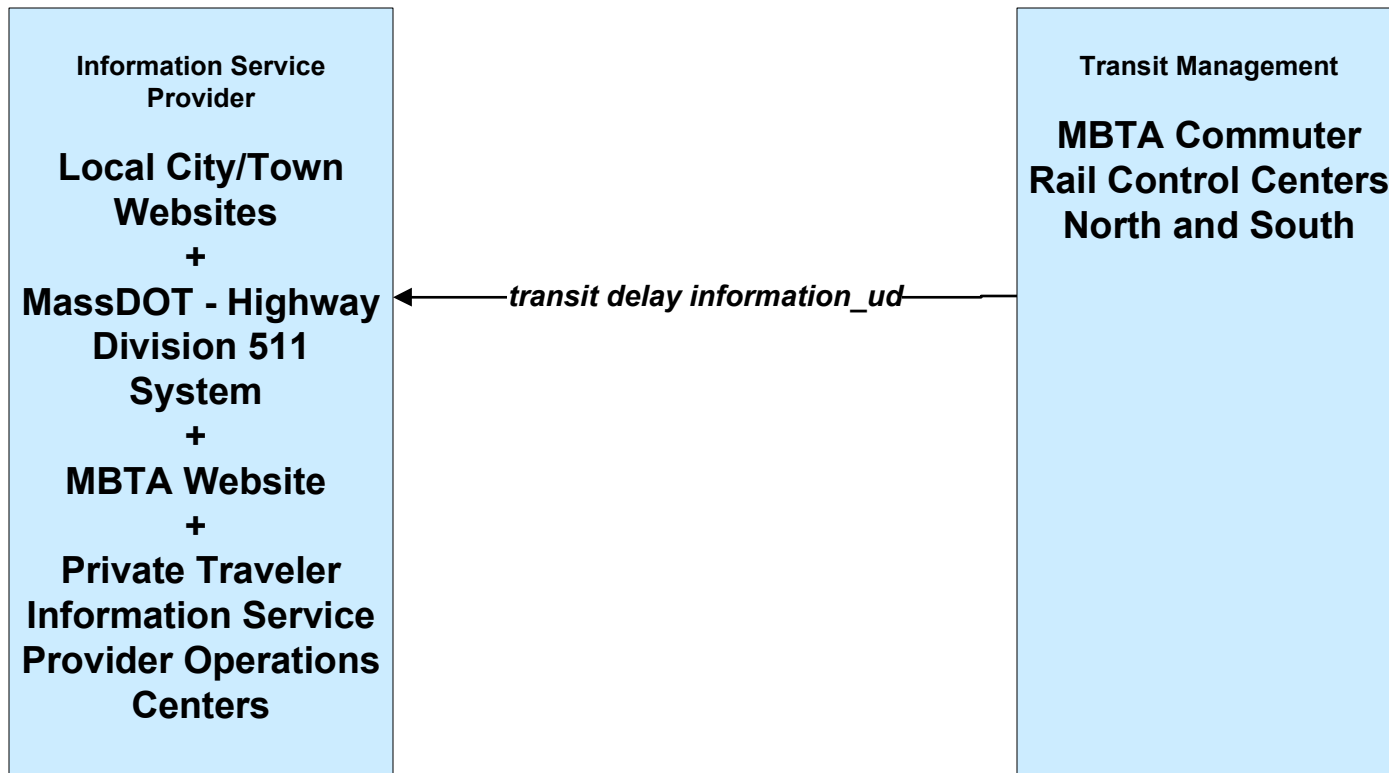 Information Service
Provider
Local City/Town
Websites
+
MassDOT - Highway
Division 511
System
+
MBTA Website
+
Private Traveler
Information Service
Provider Operations
Centers
transit delay information_ud
Transit Management
MBTA Commuter
Rail Control Centers
North and South